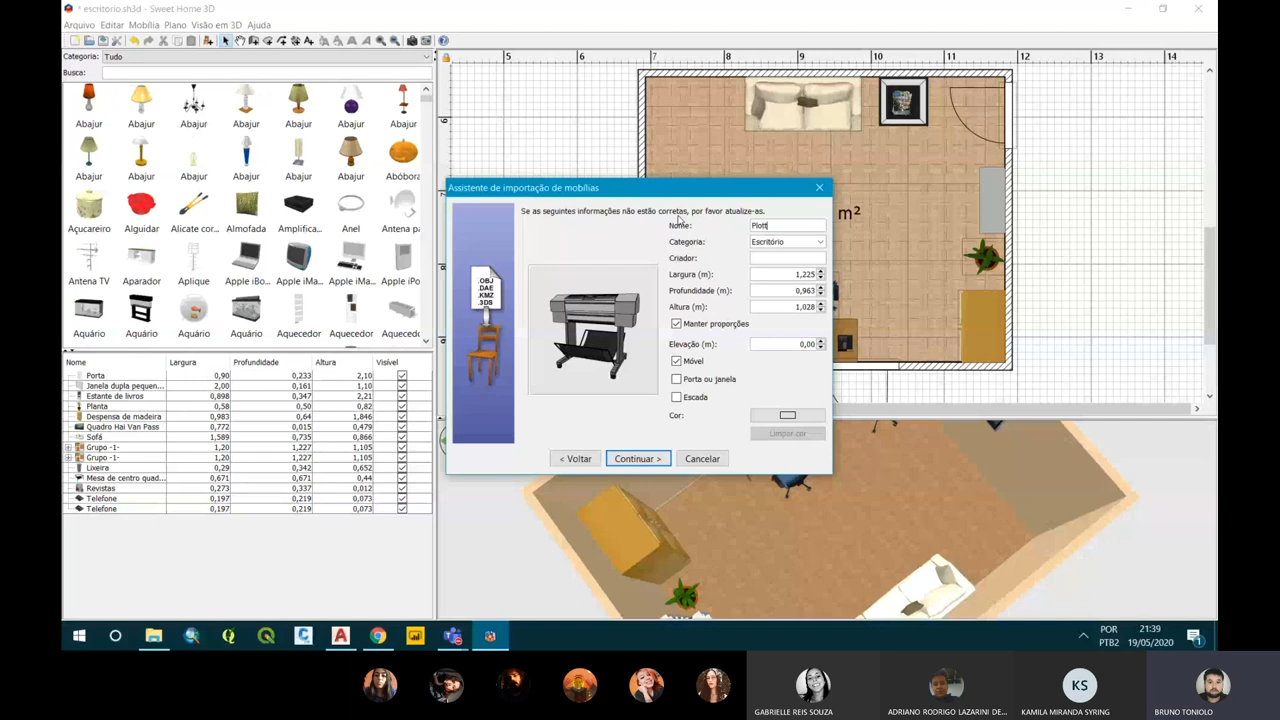 * escritorio.sh3d - Sweet Home 3D
Arquivo Editar Mobília Plano Visão em 3D Ajuda
Categoria: Tudo
Busca:
5 6 7 8 9 10 11 12 13 14
Abajur Abajur Abajur Abajur Abajur Abajur Abajur
Abajur Abajur Abajur Abajur Abajur Abajur Abóbora
Açucareiro Alguidar Alicate cor... Almofada Amplifica... Anel Antena pa
Antena TV Aparador Aplique Apple iBo... Apple iMa... Apple iMa... Apple iPo
Aquário Aquário Aquário Aquário Aquecedor Aquecedor Aqueced
m²
Assistente de importação de mobílias
Se as seguintes informações não estão corretas, por favor atualize-as.
Nome: Plott
Categoria: Escritório
Criador:
Largura (m): 1,225
Profundidade (m): 0,963
Altura (m): 1,028
Manter proporções
Elevação (m): 0,00
Móvel
Porta ou janela
Escada
Cor:
Limpar cor
< Voltar Continuar > Cancelar
.OBJ
.DAE
.KMZ
.3DS
Nome Largura Profundidade Altura Visível
Porta 0,90 0,233 2,10
Janela dupla pequen... 2,00 0,161 1,10
Estante de livros 0,898 0,347 2,21
Planta 0,58 0,50 0,82
Despensa de madeira 0,983 0,64 1,846
Quadro Hai Van Pass 0,772 0,015 0,479
Sofá 1,589 0,735 0,866
Grupo -1- 1,20 1,227 1,105
Grupo -1- 1,20 1,227 1,105
Lixeira 0,29 0,342 0,652
Mesa de centro quad... 0,671 0,671 0,44
Revistas 0,273 0,337 0,012
Telefone 0,197 0,219 0,073
Telefone 0,197 0,219 0,073
POR
PTB2
21:39
19/05/2020
1
KS
GABRIELLE REIS SOUZA
ADRIANO RODRIGO LAZARINI DE...
KAMILA MIRANDA SYRING
BRUNO TONIOLO